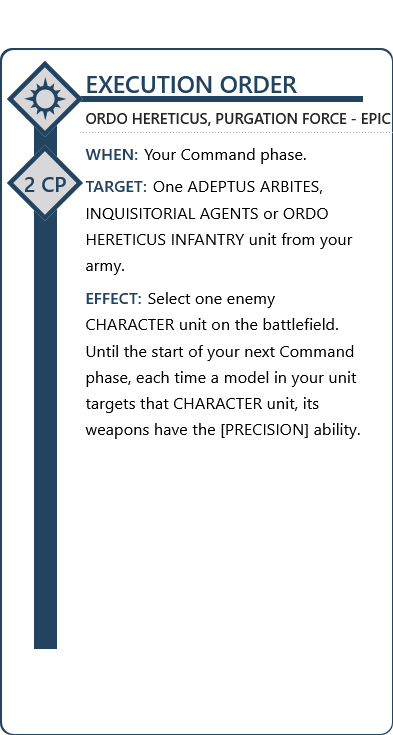 EXECUTION ORDER
ORDO HERETICUS, PURGATION FORCE - EPIC
2 CP
WHEN: Your Command phase.
TARGET: One ADEPTUS ARBITES,
INQUISITORIAL AGENTS or ORDO
HERETICUS INFANTRY unit from your
army.
EFFECT: Select one enemy
CHARACTER unit on the battlefield.
Until the start of your next Command
phase, each time a model in your unit
targets that CHARACTER unit, its
weapons have the [PRECISION] ability.